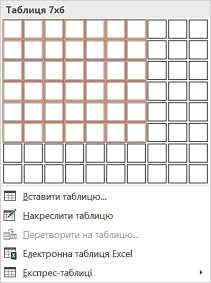 Таблиця 7x6
Вставити таблицю...
Накреслити таблицю
Перетворити на таблицю...
Електронна таблиця Excel
Експрес-таблиці